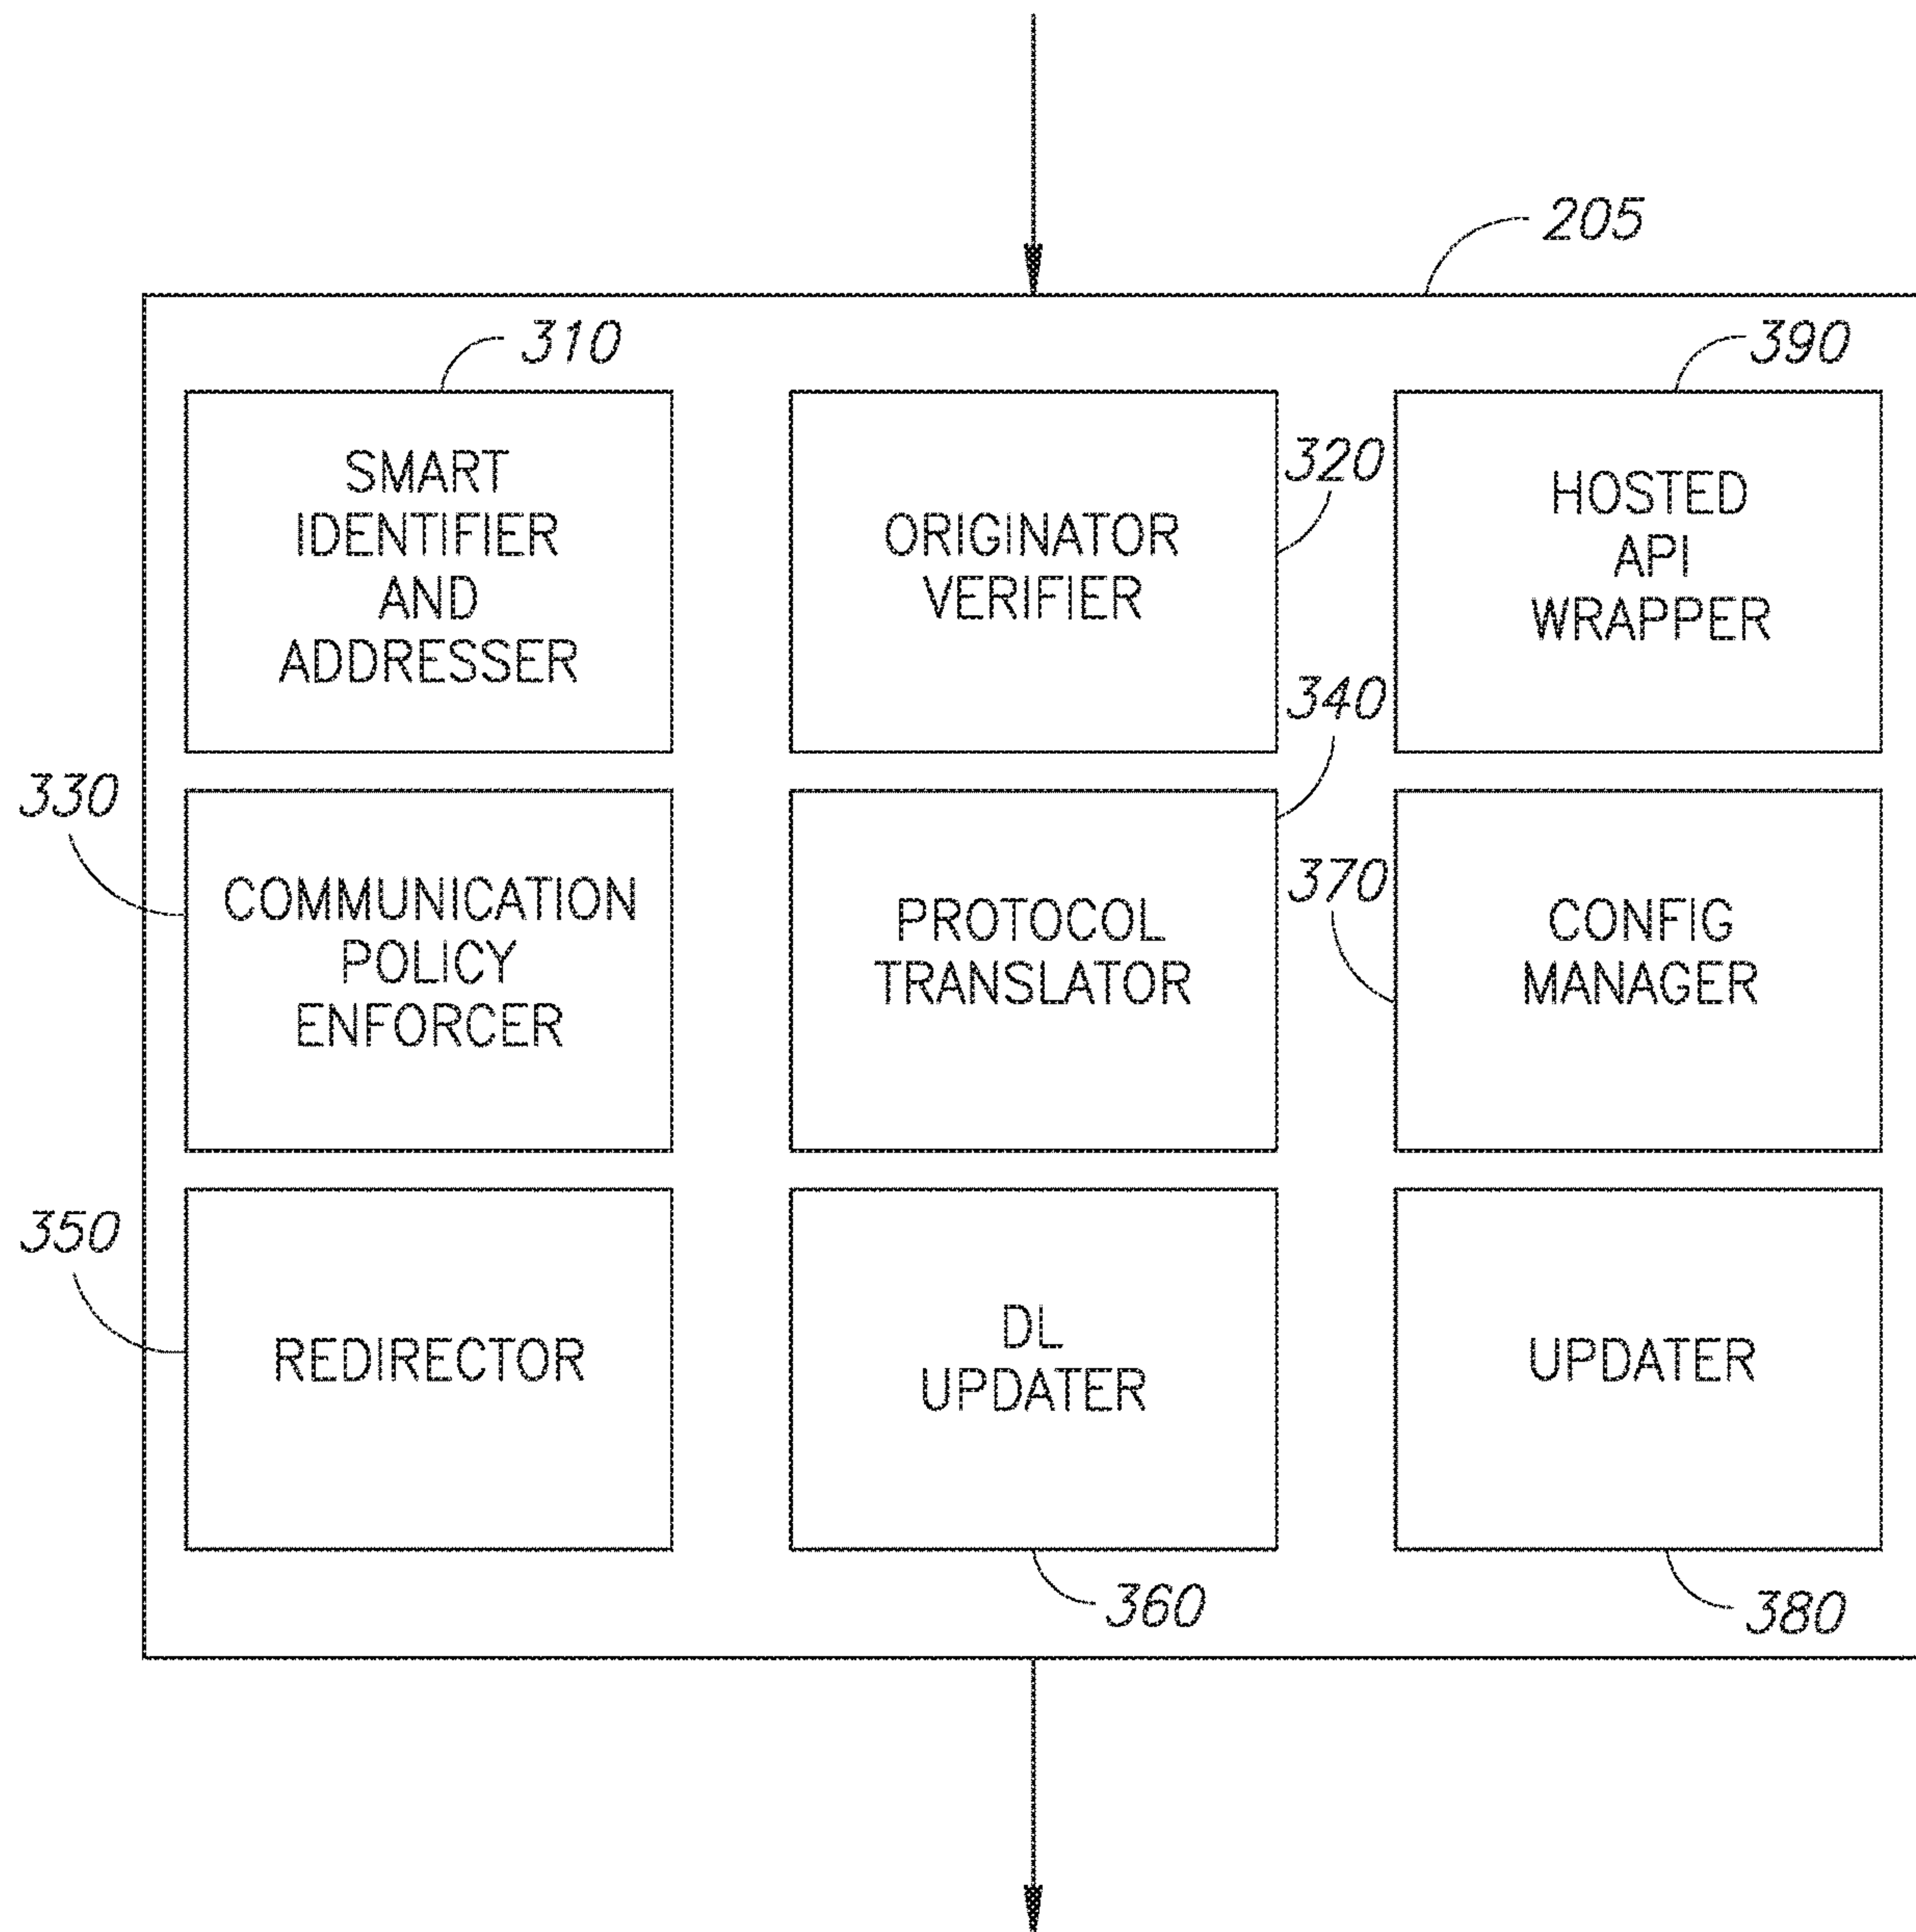 205
310
390
SMART
IDENTIFIER
AND
ADDRESSER
320
ORIGINATOR
VERIFIER
HOSTED
API
WRAPPER
330
340
COMMUNICATION
POLICY
ENFORCER
PROTOCOL
TRANSLATOR
370
CONFIG
MANAGER
350
REDIRECTOR
DL
UPDATER
UPDATER
360
380